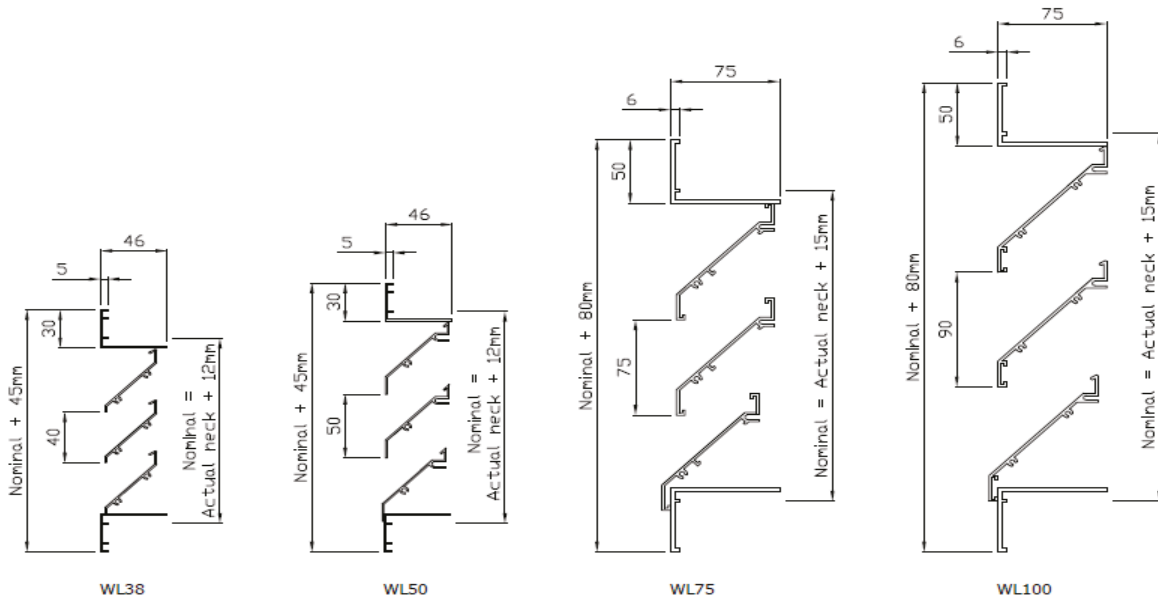 46
5
30
40
Nominal + 45mm
Nominal =
Actual neck + 12mm
WL38
46
5
30
50
Nominal + 45mm
Nominal =
Actual neck + 12mm
WL50
75
6
50
75
Nominal + 80mm
Nominal = Actual neck + 15mm
WL75
75
6
50
90
Nominal + 80mm
Nominal = Actual neck + 15mm
WL100